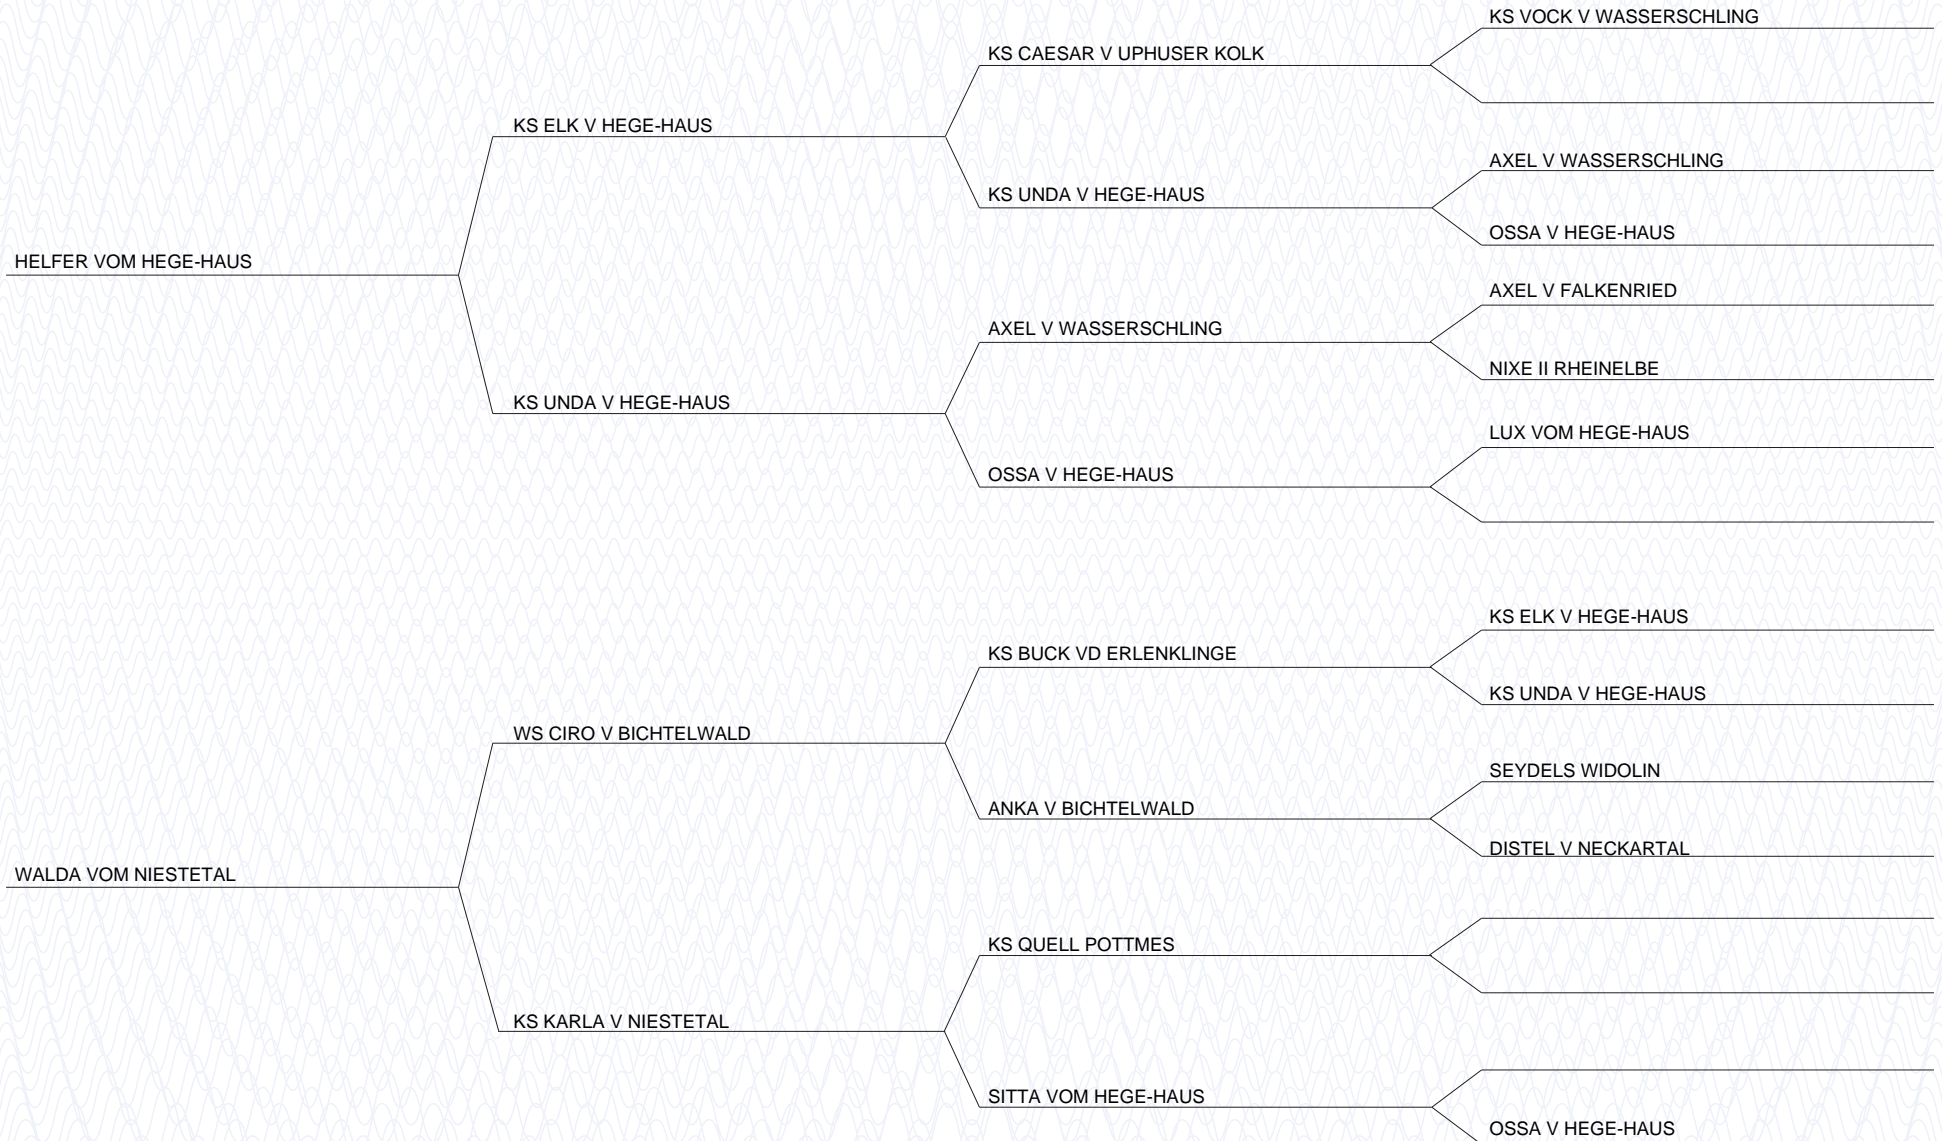 KS VOCK V WASSERSCHLING
KS CAESAR V UPHUSER KOLK
KS ELK V HEGE-HAUS
AXEL V WASSERSCHLING
KS UNDA V HEGE-HAUS
OSSA V HEGE-HAUS
HELFER VOM HEGE-HAUS
AXEL V FALKENRIED
AXEL V WASSERSCHLING
NIXE II RHEINELBE
KS UNDA V HEGE-HAUS
LUX VOM HEGE-HAUS
OSSA V HEGE-HAUS
KS ELK V HEGE-HAUS
KS BUCK VD ERLENKLINGE
KS UNDA V HEGE-HAUS
WS CIRO V BICHTELWALD
SEYDELS WIDOLIN
ANKA V BICHTELWALD
DISTEL V NECKARTAL
WALDA VOM NIESTETAL
KS QUELL POTTMES
KS KARLA V NIESTETAL
SITTA VOM HEGE-HAUS
OSSA V HEGE-HAUS